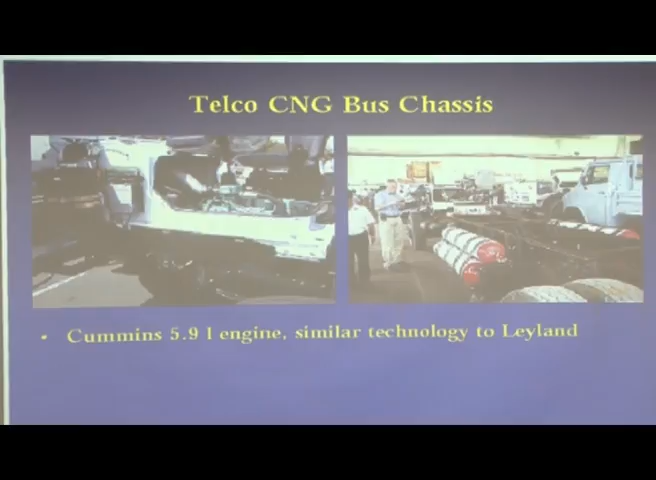 Telco CNG Bus Chassis
• Cummins 5.9 l engine, similar technology to Leyland